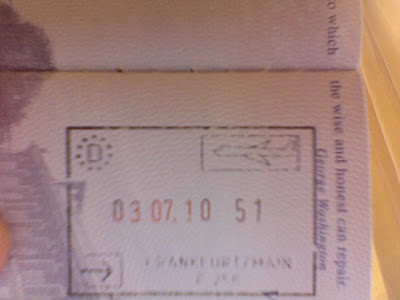 to which
the wise and honest can repair.
George Washington
D
03 07. 10 51
FRANKFURT/MAIN